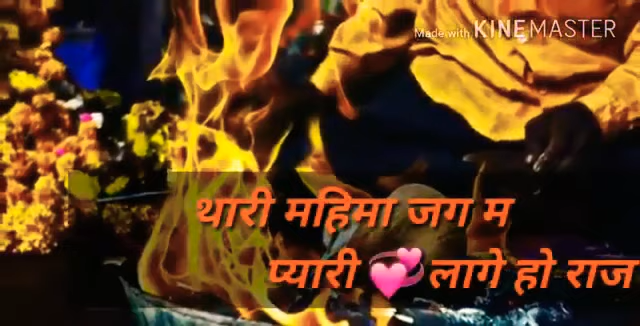 Made with KINEMASTER
थारी महिमा जग म
प्यारी 💞 लागे हो राज